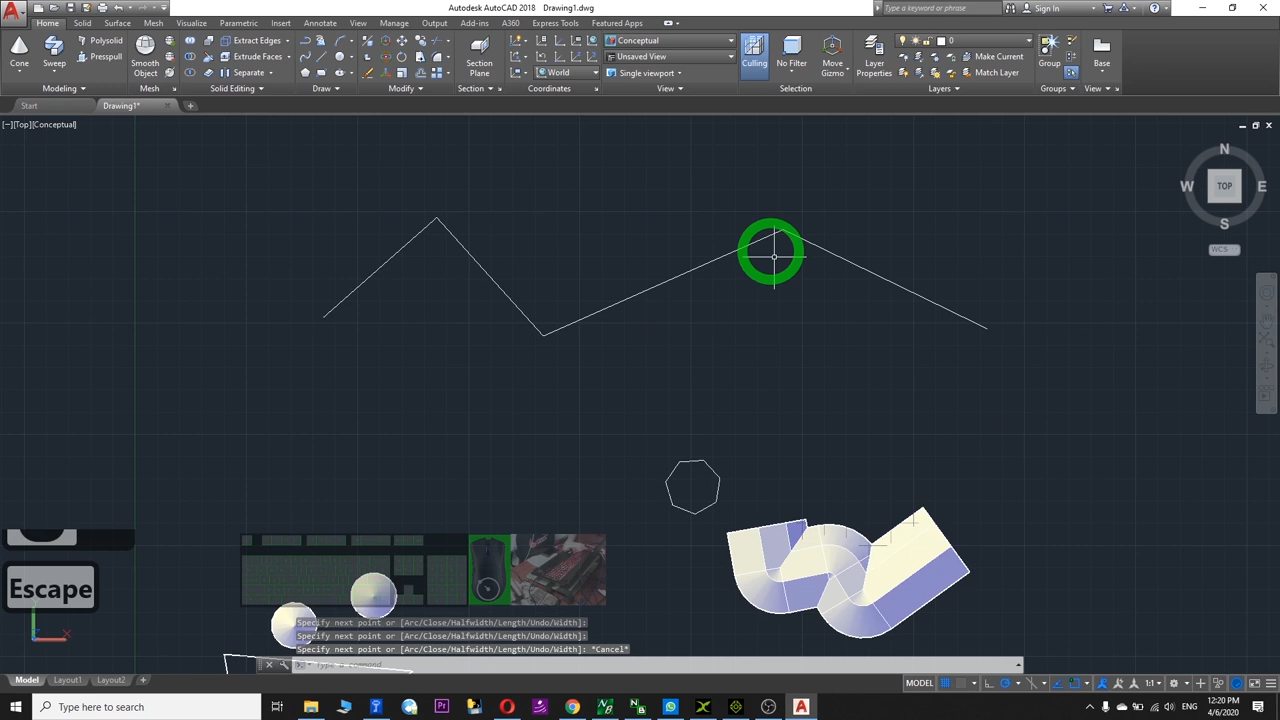 Autodesk AutoCAD 2018 Drawing1.dwg
Type a keyword or phrase
Sign In
Home Solid Surface Mesh Visualize Parametric Insert Annotate View Manage Output Add-ins A360 Express Tools Featured Apps
Cone
Sweep
Polysolid
Presspull
Modeling
Smooth
Object
Mesh
Extract Edges
Extrude Faces
Separate
Solid Editing
Draw
Modify
Section
Plane
Section
World
Coordinates
Conceptual
Unsaved View
Single viewport
View
Culling
No Filter
Move
Gizmo
Selection
Layer
Properties
0
Make Current
Match Layer
Layers
Group
Groups
Base
View
Start
Drawing1*
[−][Top][Conceptual]
N
W
TOP
E
S
WCS
Escape
Specify next point or [Arc/Close/Halfwidth/Length/Undo/Width]:
Specify next point or [Arc/Close/Halfwidth/Length/Undo/Width]:
Specify next point or [Arc/Close/Halfwidth/Length/Undo/Width]: *Cancel*
Type a command
Model Layout1 Layout2
MODEL
1:1
Type here to search
ENG
12:20 PM
4/6/2020